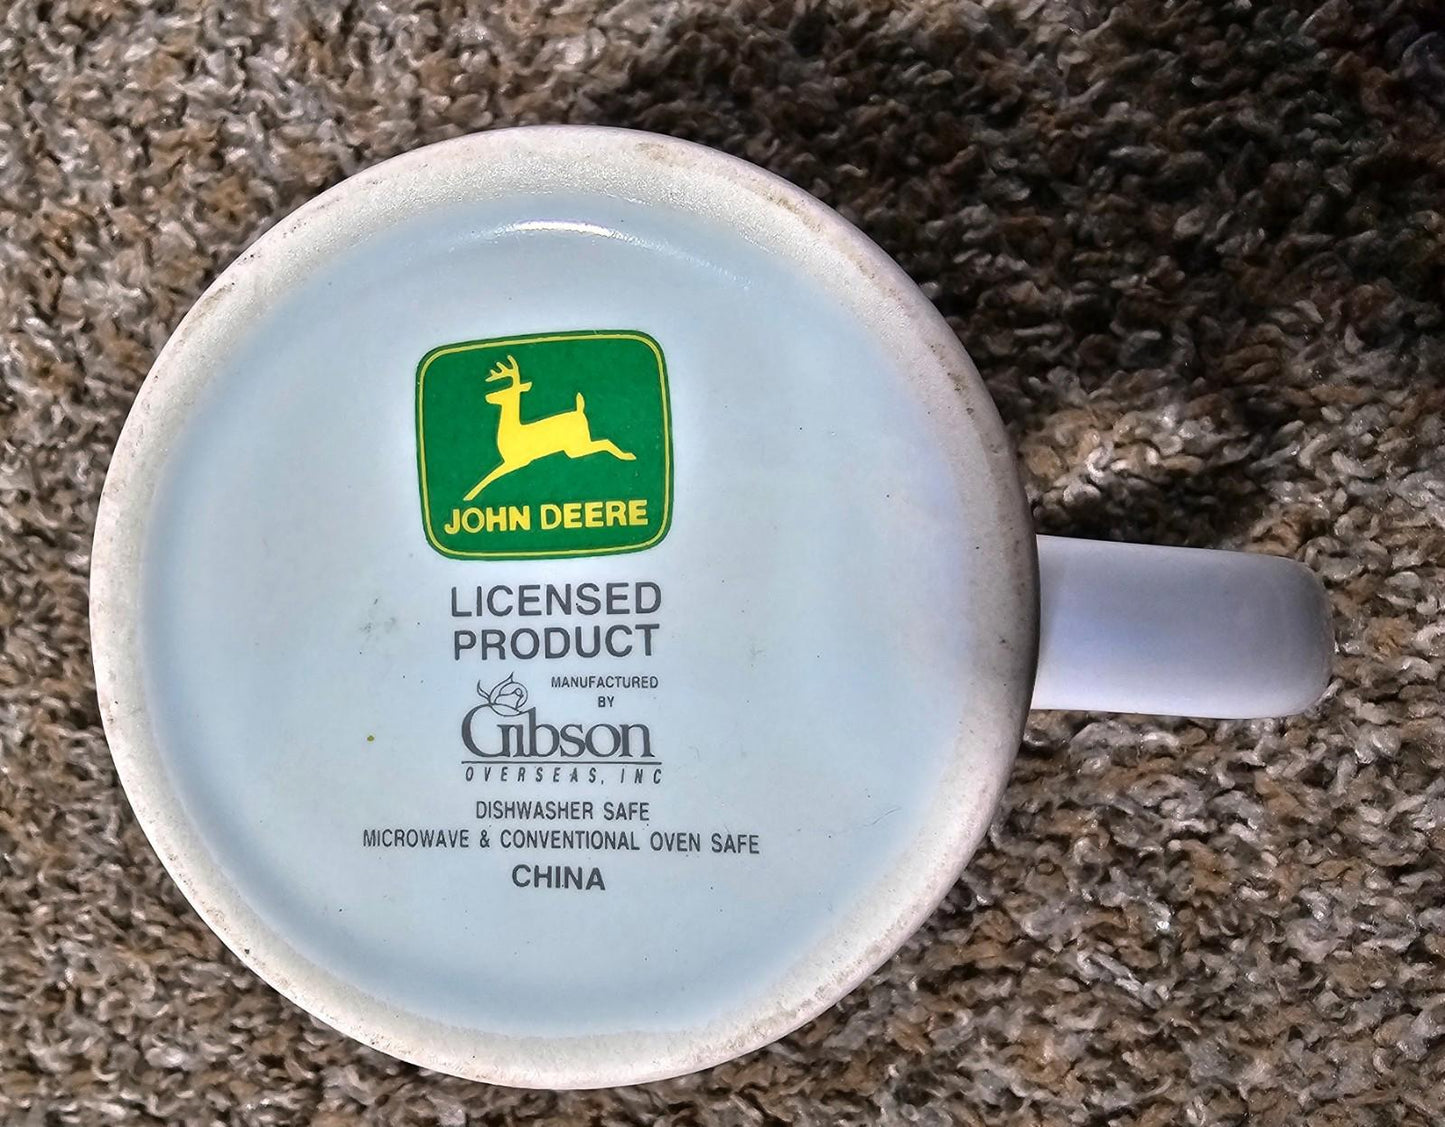 JOHN DEERE
LICENSED
PRODUCT
MANUFACTURED
BY
Gibson
OVERSEAS, INC
DISHWASHER SAFE
MICROWAVE & CONVENTIONAL OVEN SAFE
CHINA